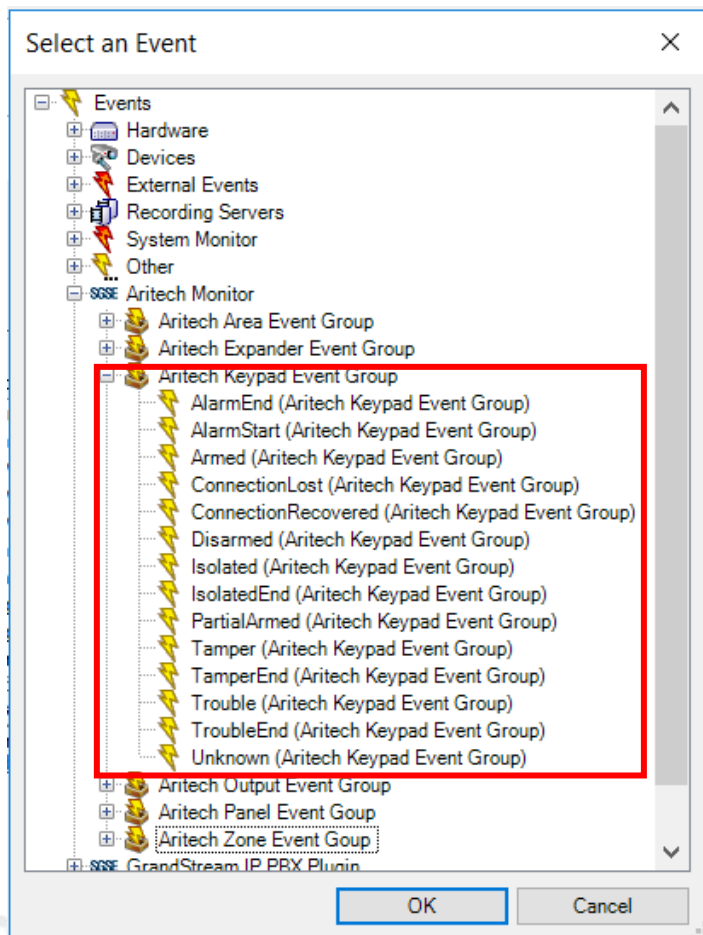 Select an Event
Events
Hardware
Devices
External Events
Recording Servers
System Monitor
Other
SGSE Aritech Monitor
Aritech Area Event Group
Aritech Expander Event Group
Aritech Keypad Event Group
AlarmEnd (Aritech Keypad Event Group)
AlarmStart (Aritech Keypad Event Group)
Armed (Aritech Keypad Event Group)
ConnectionLost (Aritech Keypad Event Group)
ConnectionRecovered (Aritech Keypad Event Group)
Disarmed (Aritech Keypad Event Group)
Isolated (Aritech Keypad Event Group)
IsolatedEnd (Aritech Keypad Event Group)
PartialArmed (Aritech Keypad Event Group)
Tamper (Aritech Keypad Event Group)
TamperEnd (Aritech Keypad Event Group)
Trouble (Aritech Keypad Event Group)
TroubleEnd (Aritech Keypad Event Group)
Unknown (Aritech Keypad Event Group)
Aritech Output Event Group
Aritech Panel Event Goup
Aritech Zone Event Goup
SGSE GrandStream IP PBX Plugin
OK
Cancel